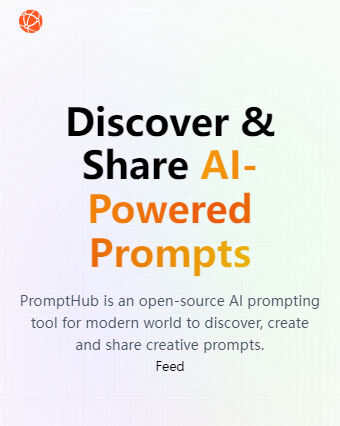 Discover &
Share AI-
Powered
Prompts
PromptHub is an open-source AI prompting
tool for modern world to discover, create
and share creative prompts.
Feed